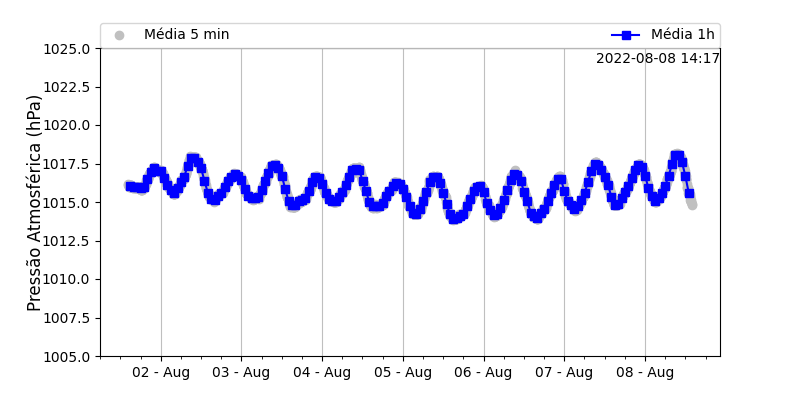 Média 5 min
Média 1h
2022-08-08 14:17
Pressão Atmosférica (hPa)
1025.0
1022.5
1020.0
1017.5
1015.0
1012.5
1010.0
1007.5
1005.0
02 - Aug
03 - Aug
04 - Aug
05 - Aug
06 - Aug
07 - Aug
08 - Aug